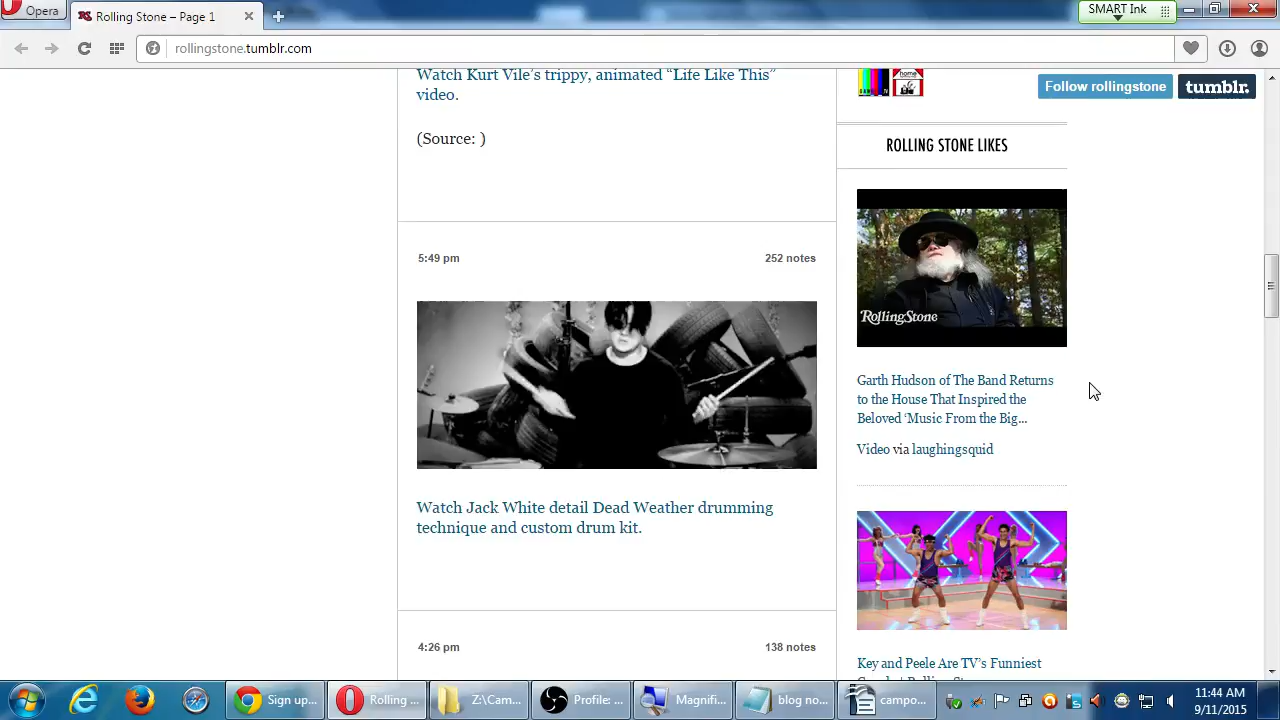 Opera
Rolling Stone – Page 1
SMART Ink
rollingstone.tumblr.com
Watch Kurt Vile's trippy, animated “Life Like This”
video.
(Source: )
5:49 pm
252 notes
Watch Jack White detail Dead Weather drumming
technique and custom drum kit.
4:26 pm
138 notes
home
Follow rollingstone
tumblr.
ROLLING STONE LIKES
RollingStone
Garth Hudson of The Band Returns
to the House That Inspired the
Beloved ‘Music From the Big...
Video via laughingsquid
Key and Peele Are TV's Funniest
Sign up...
Rolling ...
Z:\Cam...
Profile: ...
Magnifi...
blog no...
campo...
11:44 AM
9/11/2015